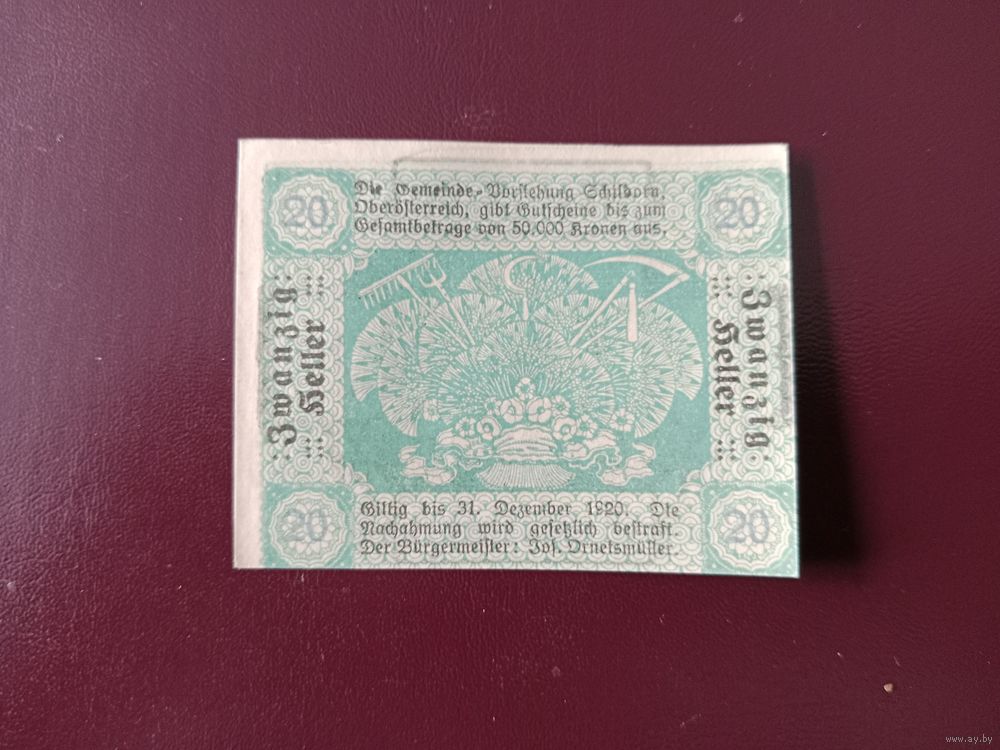 20
Die Gemeinde-Vorstehung Schildorn,
Oberösterreich, gibt Gutscheine bis zum
Gesamtbetrage von 50.000 Kronen aus.
20
Zwanzig
Heller
Zwanzig
Heller
20
Giltig bis 31. Dezember 1920. Die
Nachahmung wird gesetzlich bestraft.
Der Bürgermeister: Jos. Ornetsmüller.
20
www.ay.by